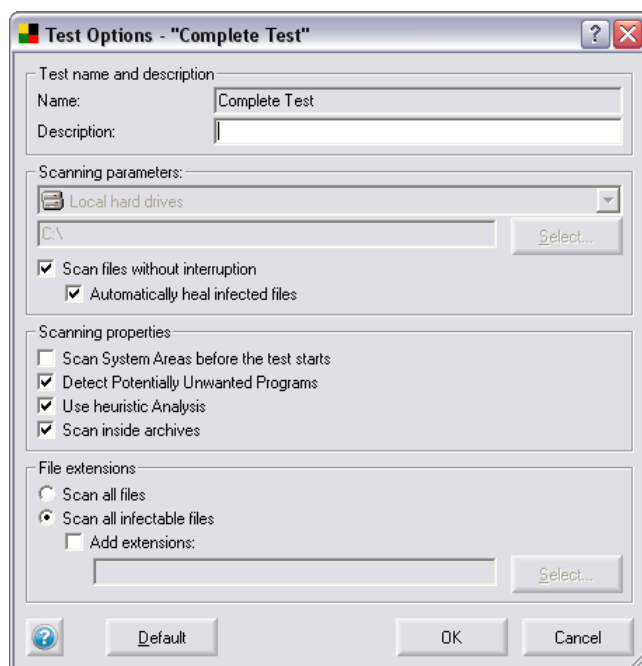 Test Options - "Complete Test"
Test name and description
Name: Complete Test
Description:
Scanning parameters:
Local hard drives
C:\ Select...
Scan files without interruption
Automatically heal infected files
Scanning properties
Scan System Areas before the test starts
Detect Potentially Unwanted Programs
Use heuristic Analysis
Scan inside archives
File extensions
Scan all files
Scan all infectable files
Add extensions:
Select...
Default OK Cancel